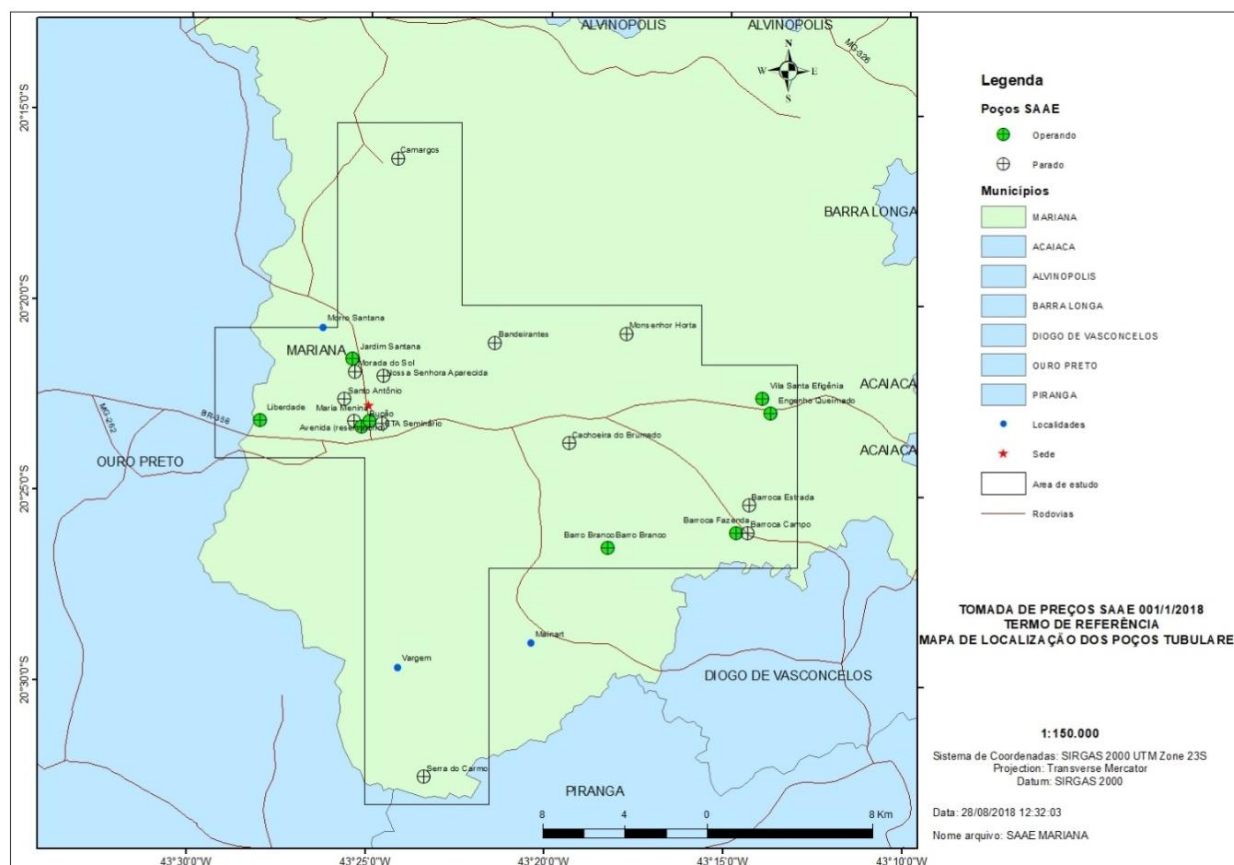 ALVINOPOLIS
ALVINOPOLIS
MG-326
N
W E
S
20°15'0"S
Camargos
BARRA LONGA
20°20'0"S
Morro Santana
Bandeirantes
Monsenhor Horta
MARIANA
Jardim Santana
Morada do Sol
Nossa Senhora Aparecida
Vila Santa Efigênia
ACAIACA
Santo Antônio
Engenho Queimado
Liberdade
Maria Menina
BR-356
MG-262
Avenida (reser
ETA Seminário
Cachoeira do Brumado
ACAIACA
OURO PRETO
20°25'0"S
Barroca Estrada
Barroca Fazenda
Barroca Campo
Barro Branco
Barro Branco
Mainart
Vargem
20°30'0"S
DIOGO DE VASCONCELOS
Serra do Carmo
PIRANGA
8 4 0 8 Km
43°30'0"W
43°25'0"W
43°20'0"W
43°15'0"W
43°10'0"W
Legenda
Poços SAAE
Operando
Parado
Municípios
MARIANA
ACAIACA
ALVINOPOLIS
BARRA LONGA
DIOGO DE VASCONCELOS
OURO PRETO
PIRANGA
Localidades
Sede
Area de estudo
Rodovias
TOMADA DE PREÇOS SAAE 001/1/2018
TERMO DE REFERÊNCIA
MAPA DE LOCALIZAÇÃO DOS POÇOS TUBULARE
1:150.000
Sistema de Coordenadas: SIRGAS 2000 UTM Zone 23S
Projection: Transverse Mercator
Datum: SIRGAS 2000
Data: 28/08/2018 12:32:03
Nome arquivo: SAAE MARIANA